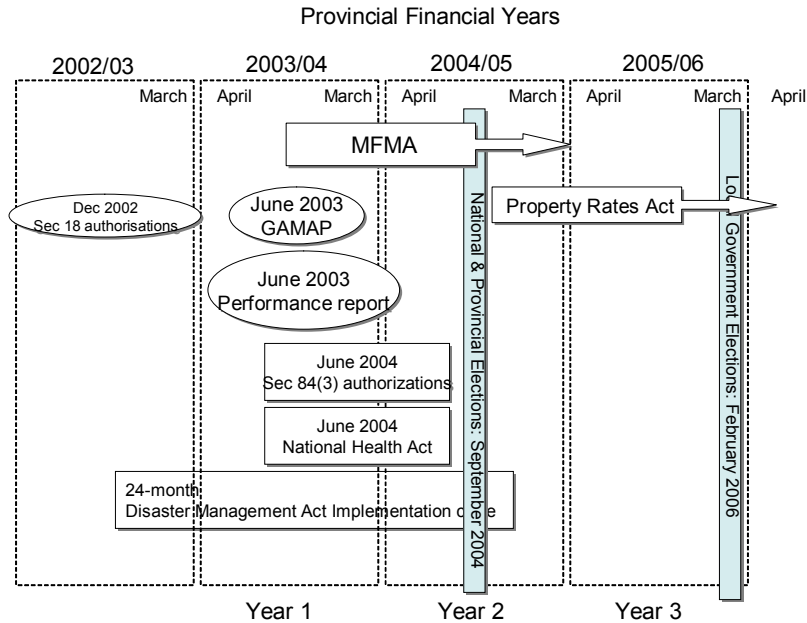 Provincial Financial Years
2002/03
2003/04
2004/05
2005/06
March
April
March
April
March
April
March
April
MFMA
Dec 2002
Sec 18 authorisations
June 2003
GAMAP
Property Rates Act
June 2003
Performance report
June 2004
Sec 84(3) authorizations
June 2004
National Health Act
24-month
Disaster Management Act Implementation
National & Provincial Elections: September 2004
Government Elections: February 2006
Year 1
Year 2
Year 3